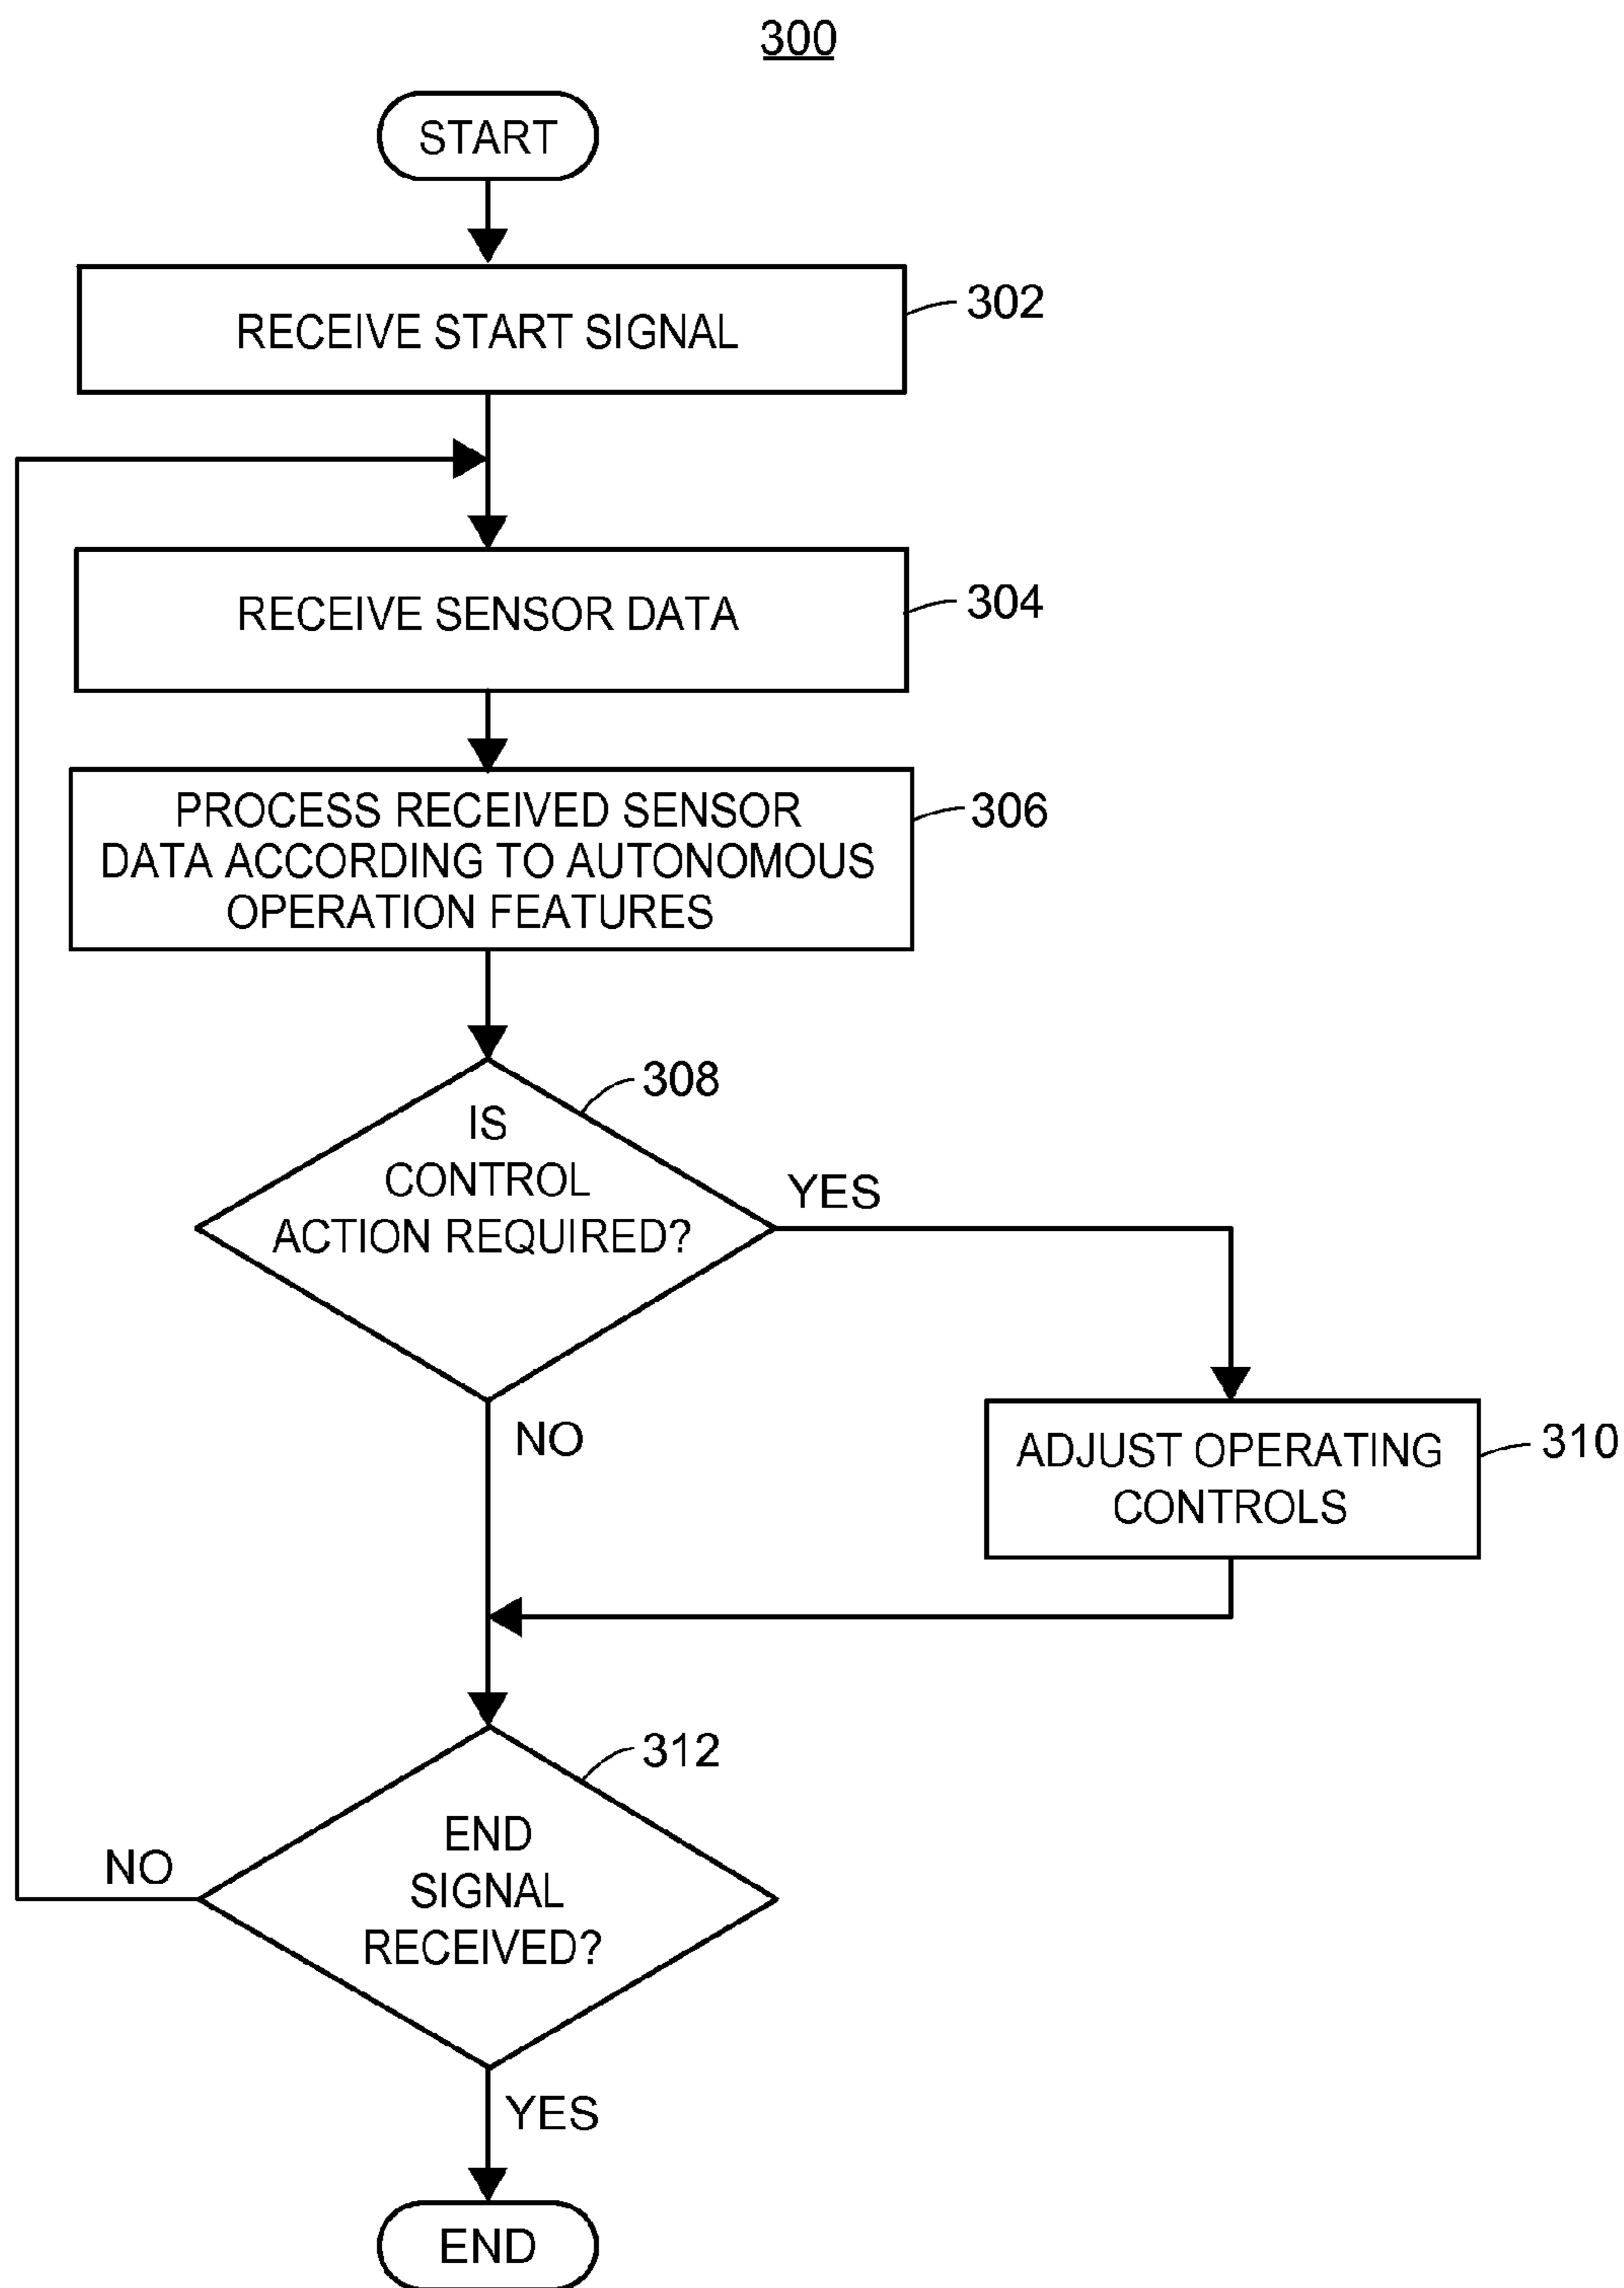 300
START
RECEIVE START SIGNAL
302
RECEIVE SENSOR DATA
304
PROCESS RECEIVED SENSOR
DATA ACCORDING TO AUTONOMOUS
OPERATION FEATURES
306
308
IS
CONTROL
ACTION REQUIRED?
YES
NO
ADJUST OPERATING
CONTROLS
310
312
END
SIGNAL
RECEIVED?
NO
YES
END